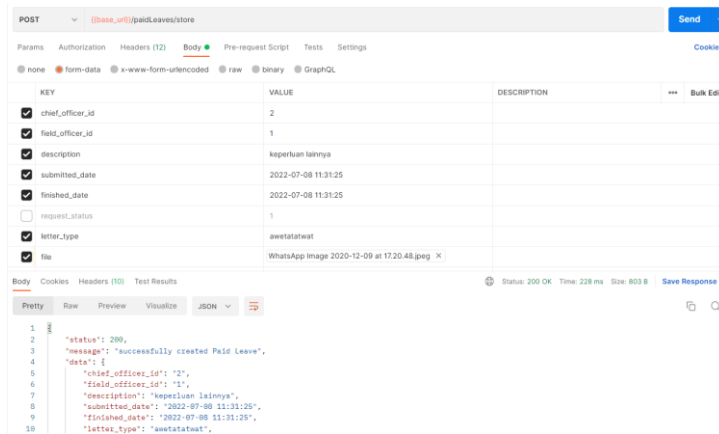 POST {{base_url}}/paidLeaves/store Send
Params Authorization Headers (12) Body Pre-request Script Tests Settings Cookie
none form-data x-www-form-urlencoded raw binary GraphQL
KEY VALUE DESCRIPTION ••• Bulk Edi
chief_officer_id 2
field_officer_id 1
description keperluan lainnya
submitted_date 2022-07-08 11:31:25
finished_date 2022-07-08 11:31:25
request_status 1
letter_type awetatatwat
file WhatsApp Image 2020-12-09 at 17.20.48.jpeg ×
Body Cookies Headers (10) Test Results Status: 200 OK Time: 228 ms Size: 803 B Save Response
Pretty Raw Preview Visualize JSON
1 {
2 "status": 200,
3 "message": "successfully created Paid Leave",
4 "data": {
5 "chief_officer_id": "2",
6 "field_officer_id": "1",
7 "description": "keperluan lainnya",
8 "submitted_date": "2022-07-08 11:31:25",
9 "finished_date": "2022-07-08 11:31:25",
10 "letter_type": "awetatatwat",